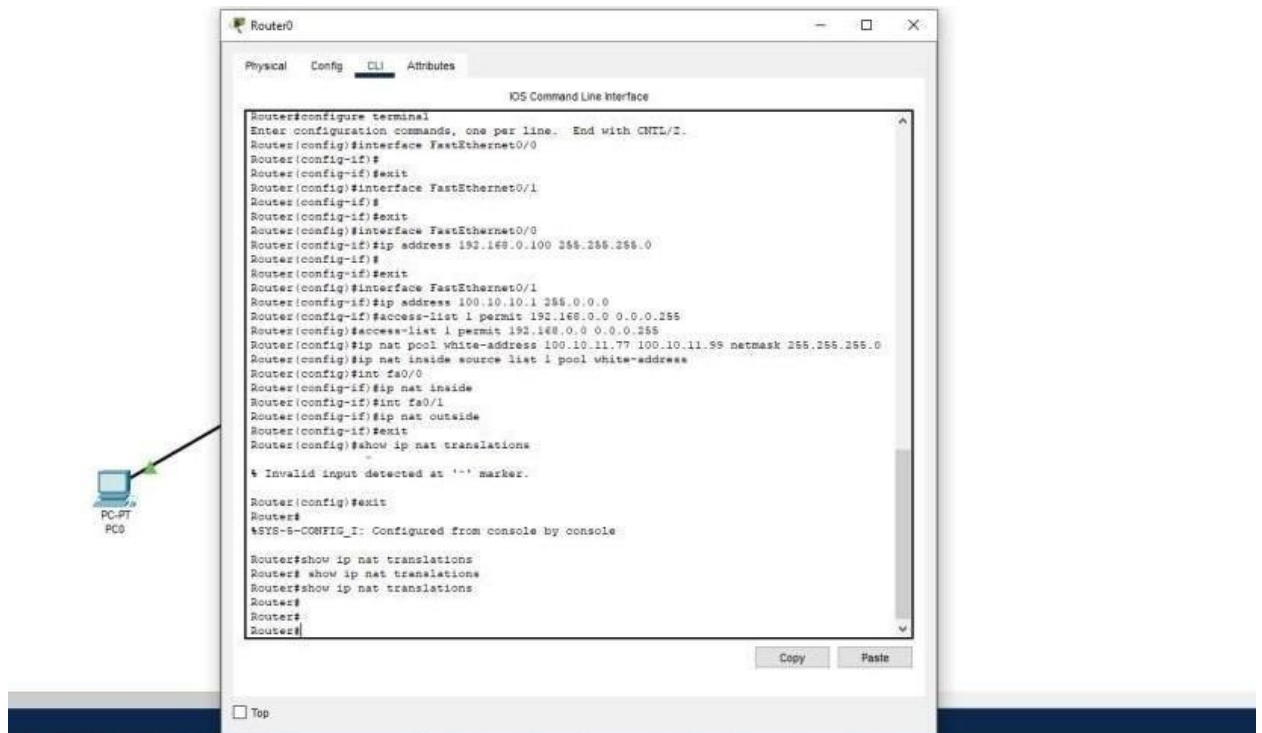 Router0
Physical Config CLI Attributes
IOS Command Line Interface
Router#configure terminal
Enter configuration commands, one per line. End with CNTL/Z.
Router(config)#interface FastEthernet0/0
Router(config-if)#
Router(config-if)#exit
Router(config)#interface FastEthernet0/1
Router(config-if)#
Router(config-if)#exit
Router(config)#interface FastEthernet0/0
Router(config-if)#ip address 192.168.0.100 255.255.255.0
Router(config-if)#
Router(config-if)#exit
Router(config)#interface FastEthernet0/1
Router(config-if)#ip address 100.10.10.1 255.0.0.0
Router(config-if)#access-list 1 permit 192.168.0.0 0.0.0.255
Router(config)#access-list 1 permit 192.168.0.0 0.0.0.255
Router(config)#ip nat pool white-address 100.10.11.77 100.10.11.99 netmask 255.255.255.0
Router(config)#ip nat inside source list 1 pool white-address
Router(config)#int fa0/0
Router(config-if)#ip nat inside
Router(config-if)#int fa0/1
Router(config-if)#ip nat outside
Router(config-if)#exit
Router(config)#show ip nat translations
^
% Invalid input detected at '^' marker.
Router(config)#exit
Router#
%SYS-5-CONFIG_I: Configured from console by console
Router#show ip nat translations
Router# show ip nat translations
Router#show ip nat translations
Router#
Router#
Router#
Copy Paste
Top
PC-PT
PC0